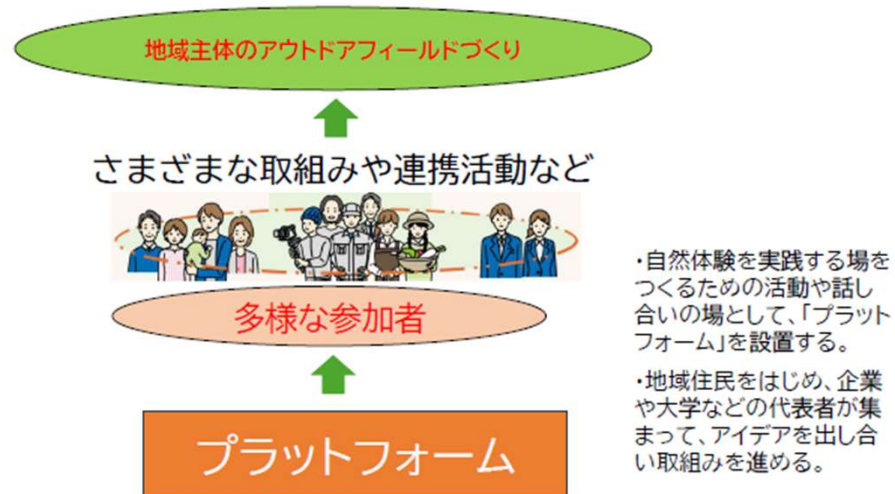 地域主体のアウトドアフィールドづくり
さまざまな取組みや連携活動など
多様な参加者
プラットフォーム
・自然体験を実践する場を
つくるための活動や話し
合いの場として、「プラット
フォーム」を設置する。
・地域住民をはじめ、企業
や大学などの代表者が集
まって、アイデアを出し合
い取組みを進める。